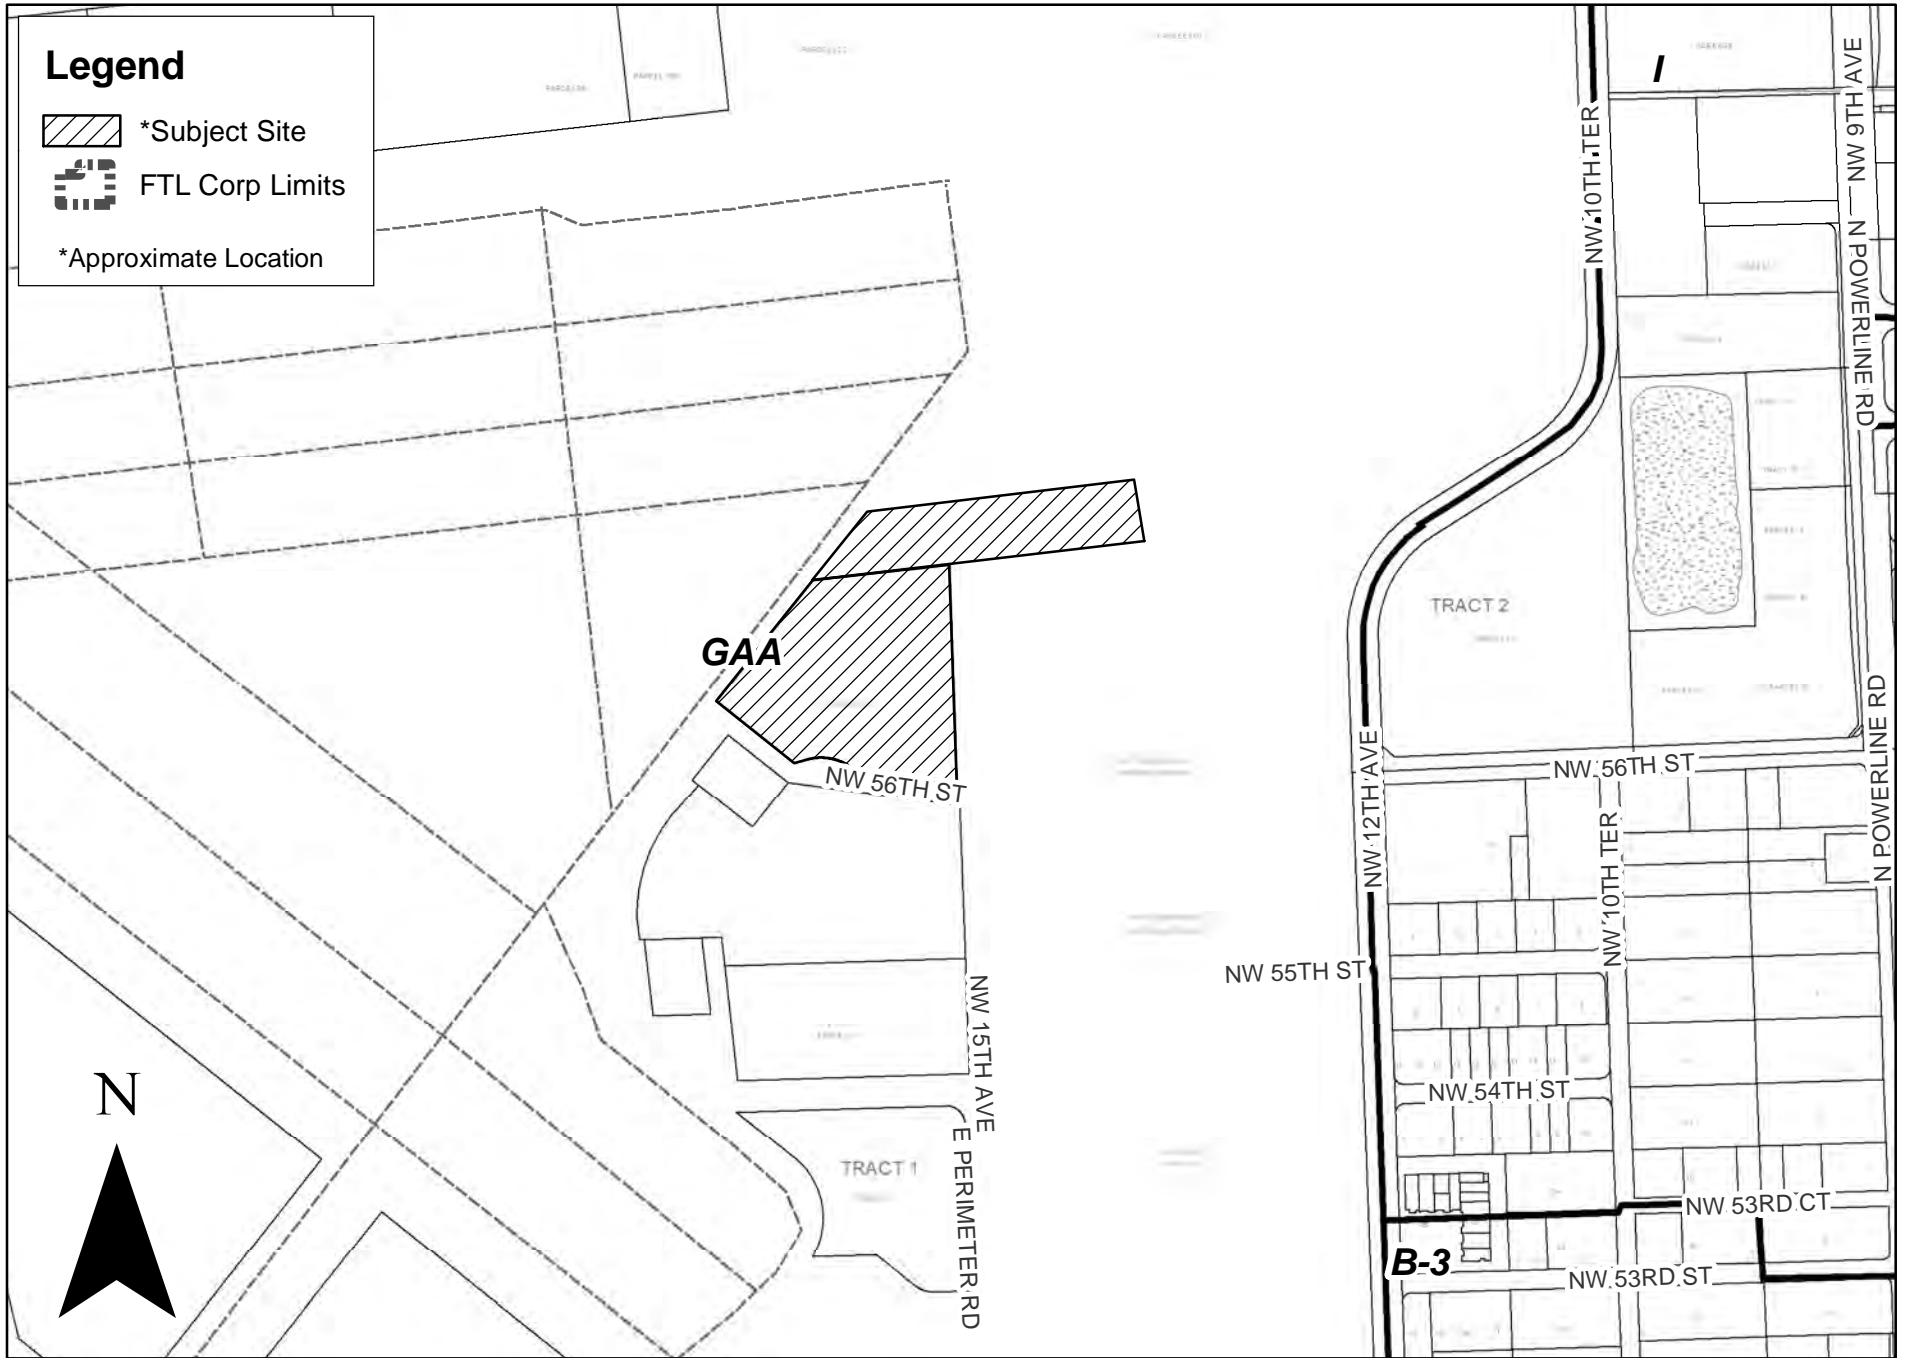 Legend
*Subject Site
FTL Corp Limits
*Approximate Location
I
NW 10TH TER
NW 9TH AVE
N POWERLINE RD
TRACT 2
GAA
NW 56TH ST
NW 12TH AVE
NW 56TH ST
N POWERLINE RD
NW 10TH TER
NW 55TH ST
NW 15TH AVE
NW 54TH ST
N
TRACT 1
E PERIMETER RD
NW 53RD CT
B-3
NW 53RD ST